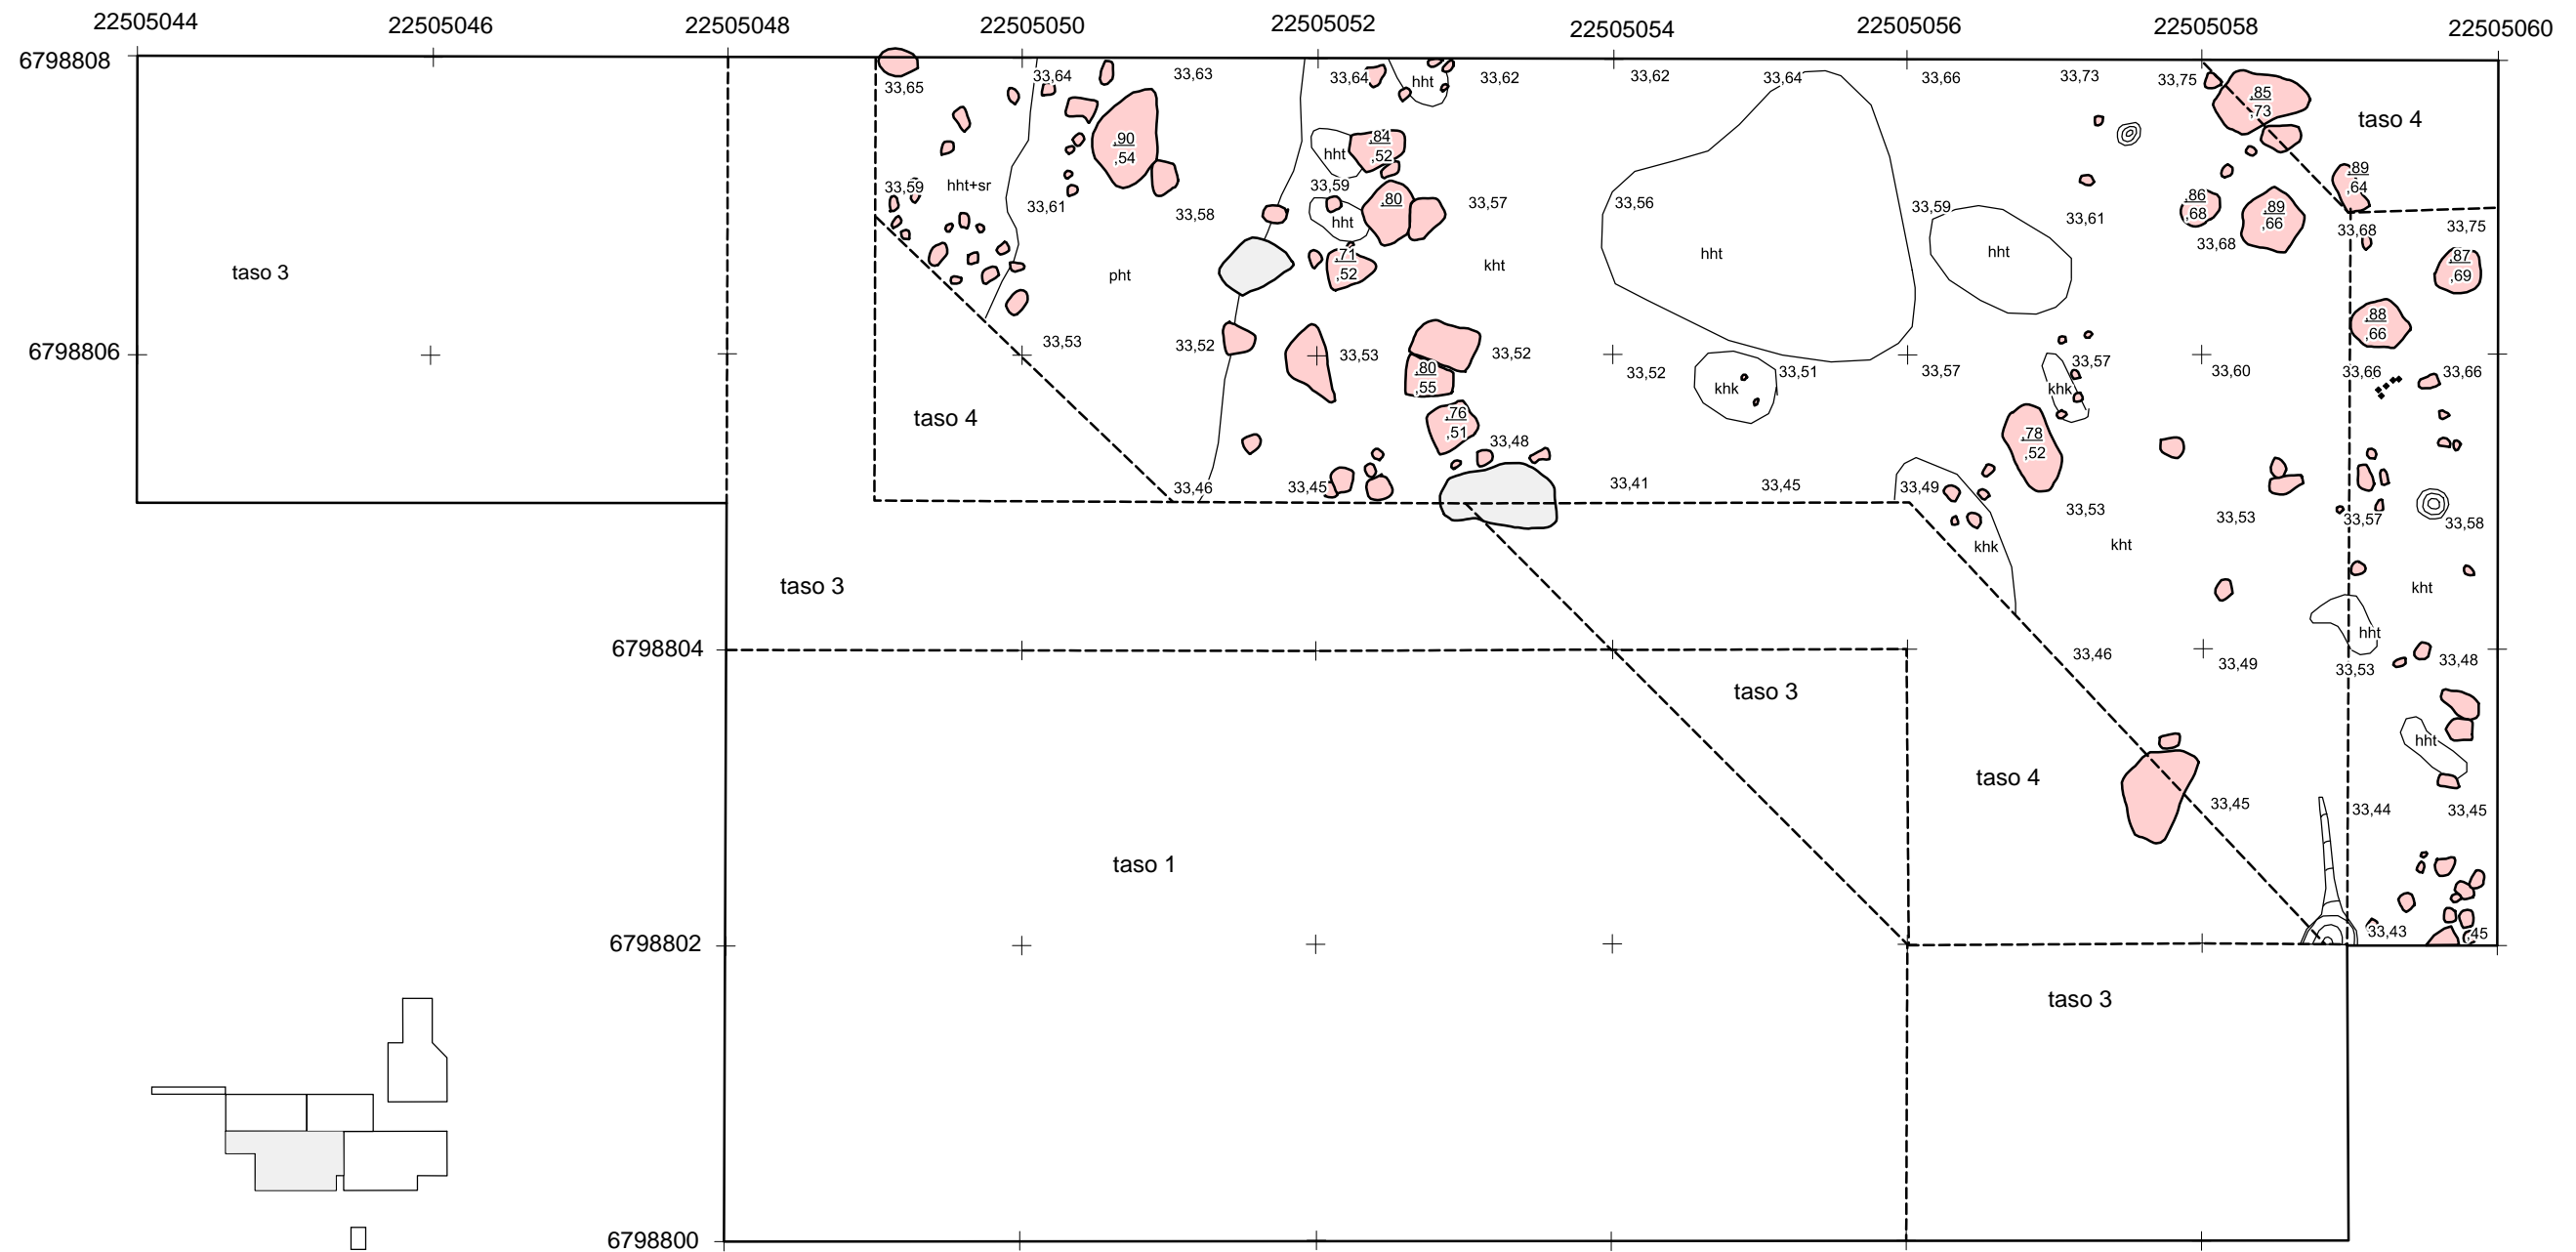 22505044 22505046 22505048 22505050 22505052 22505054 22505056 22505058 22505060
6798808
33,65 33,64 33,63 33,64 hht 33,62 33,62 33,64 33,66 33,73 33,75 ,85
,73
taso 4
,90
,54
,84
,52
hht
33,59 hht+sr 33,59 ,89
,64
33,61 33,58 hht ,80 33,57 33,56 33,59 33,61 ,86
,68
,89
,66
33,68 33,68 33,75
taso 3 pht ,71
,52
kht hht hht ,87
,69
,88
,66
6798806
33,53 33,52 33,53 33,52 33,52 33,51 33,57 33,57 33,60 33,66 33,66
,80
,55
khk khk
taso 4 ,76
,51
33,48 ,78
,52
33,46 33,45 33,41 33,45 33,49 33,53 33,53 33,57 33,58
khk kht
taso 3 kht
hht
6798804
33,46 33,49 33,53 33,48
taso 3
hht
taso 4
33,45 33,44 33,45
taso 1
33,43 ,45
6798802
taso 3
6798800